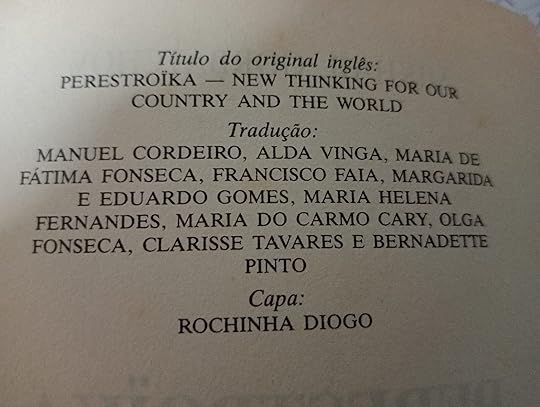 Título do original inglês:
PERESTROÏKA — NEW THINKING FOR OUR
COUNTRY AND THE WORLD
Tradução:
MANUEL CORDEIRO, ALDA VINGA, MARIA DE
FÁTIMA FONSECA, FRANCISCO FAIA, MARGARIDA
E EDUARDO GOMES, MARIA HELENA
FERNANDES, MARIA DO CARMO CARY, OLGA
FONSECA, CLARISSE TAVARES E BERNADETTE
PINTO
Capa:
ROCHINHA DIOGO